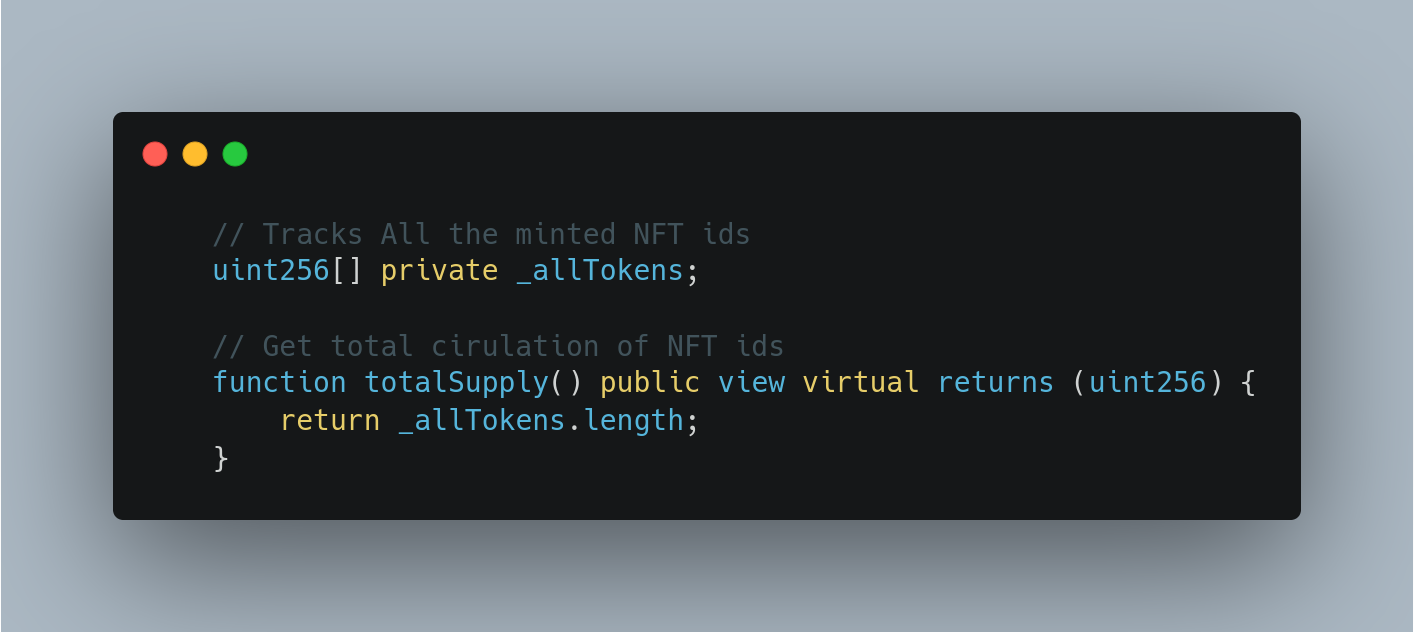 // Tracks All the minted NFT ids
uint256[] private _allTokens;
// Get total cirulation of NFT ids
function totalSupply() public view virtual returns (uint256) {
return _allTokens.length;
}